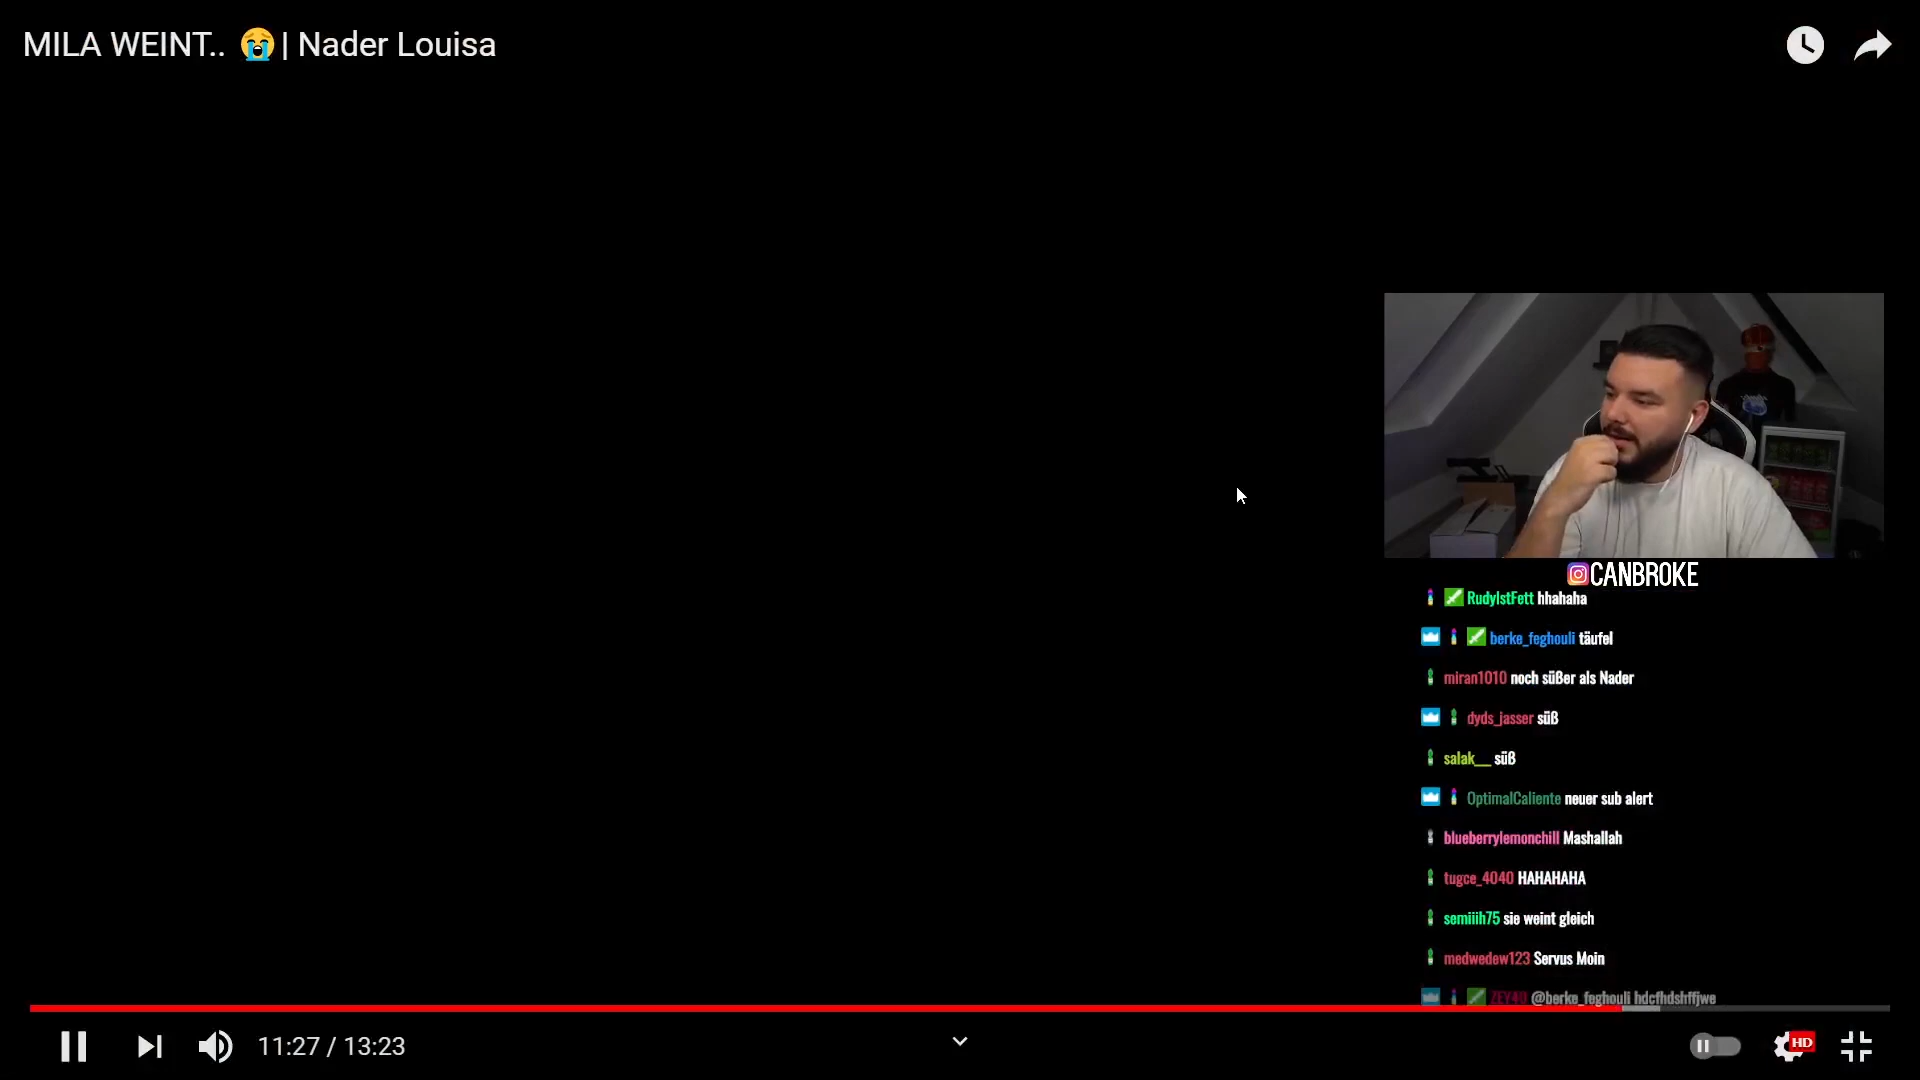 MILA WEINT.. 😭| Nader Louisa
CANBROKE
RudyIstFett hhahaha
berke_feghouli täufel
miran1010 noch süßer als Nader
dyds_jasser süß
salak__ süß
OptimalCaliente neuer sub alert
blueberrylemonchill Mashallah
tugce_4040 HAHAHAHA
semiiih75 sie weint gleich
medwedew123 Servus Moin
ZEY40 @berke_feghouli hdcfhdshffjwe
11:27 / 13:23
HD